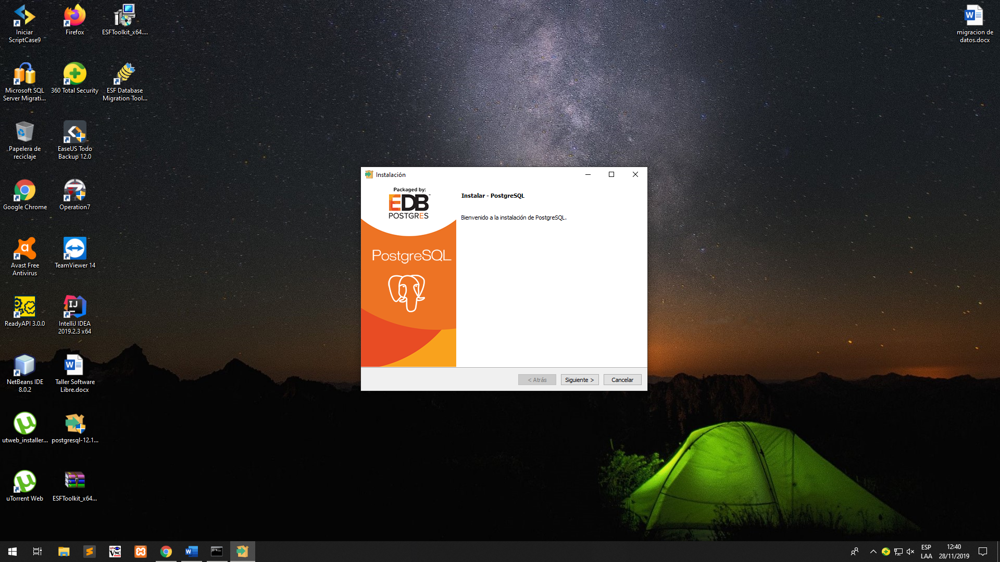 Iniciar
ScriptCase9
Firefox
ESFToolkit_x64....
migracion de
datos.docx
Microsoft SQL
Server Migrati...
360 Total Security
ESF Database
Migration Tool...
Papelera de
reciclaje
EaseUS Todo
Backup 12.0
Google Chrome
Operation7
Avast Free
Antivirus
TeamViewer 14
ReadyAPI 3.0.0
IJ
IntelliJ IDEA
2019.2.3 x64
NetBeans IDE
8.0.2
Taller Software
Libre.docx
utweb_installer...
postgresql-12.1...
uTorrent Web
ESFToolkit_x64...
Instalación
Packaged by:
EDB
POSTGRES
PostgreSQL
Instalar - PostgreSQL
Bienvenido a la instalación de PostgreSQL.
< Atrás
Siguiente >
Cancelar
ESP
LAA
12:40
28/11/2019